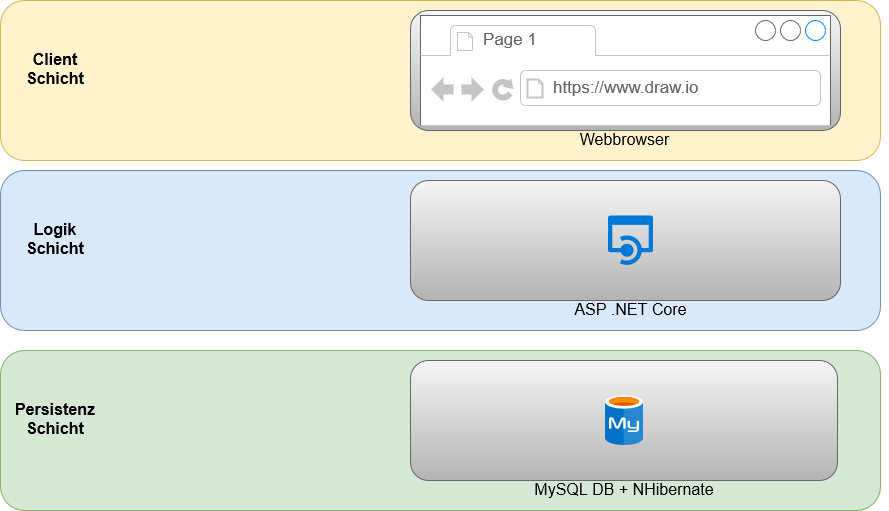 Client
Schicht
Page 1
https://www.draw.io
Webbrowser
Logik
Schicht
ASP .NET Core
Persistenz
Schicht
My
MySQL DB + NHibernate